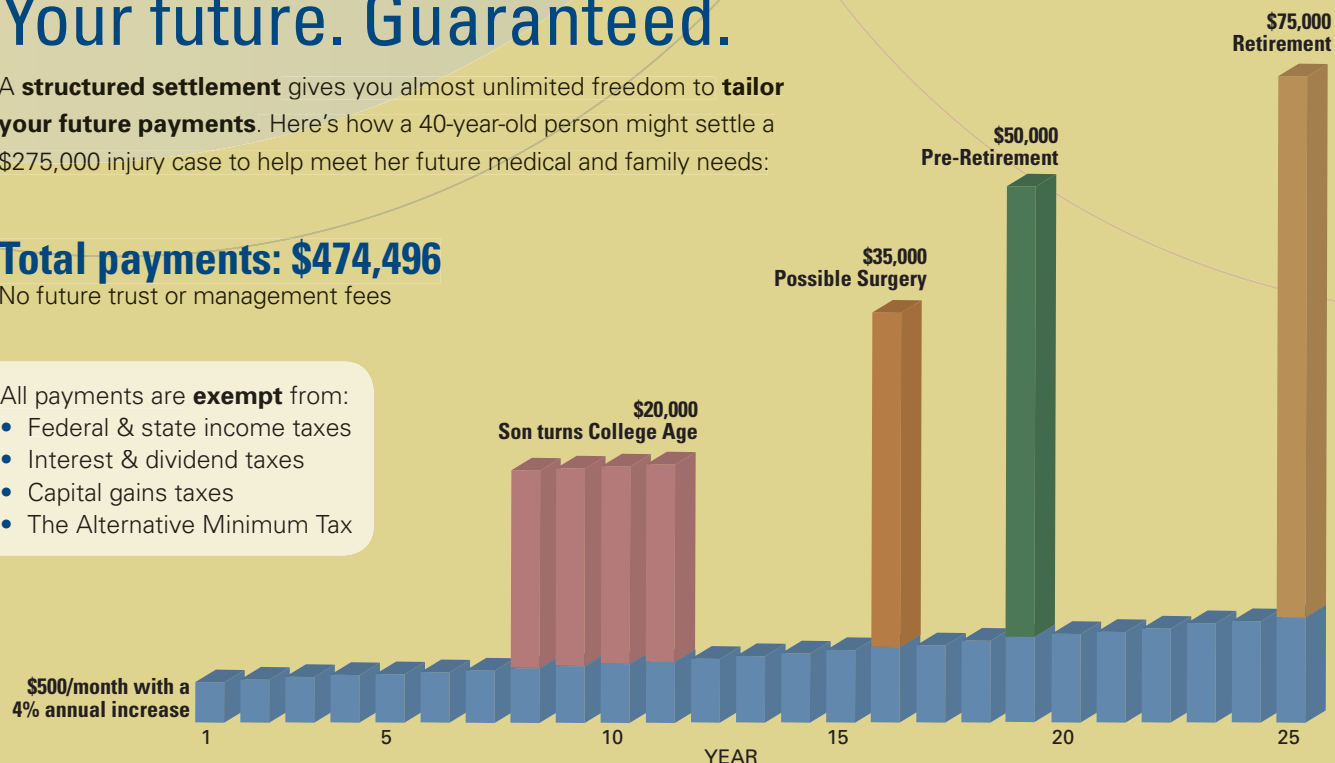 Your future. Guaranteed.
A structured settlement gives you almost unlimited freedom to tailor
your future payments. Here's how a 40-year-old person might settle a
$275,000 injury case to help meet her future medical and family needs:
Total payments: $474,496
No future trust or management fees
All payments are exempt from:
• Federal & state income taxes
• Interest & dividend taxes
• Capital gains taxes
• The Alternative Minimum Tax
$500/month with a
4% annual increase
$20,000
Son turns College Age
$35,000
Possible Surgery
$50,000
Pre-Retirement
$75,000
Retirement
1 5 10 15 20 25
YEAR